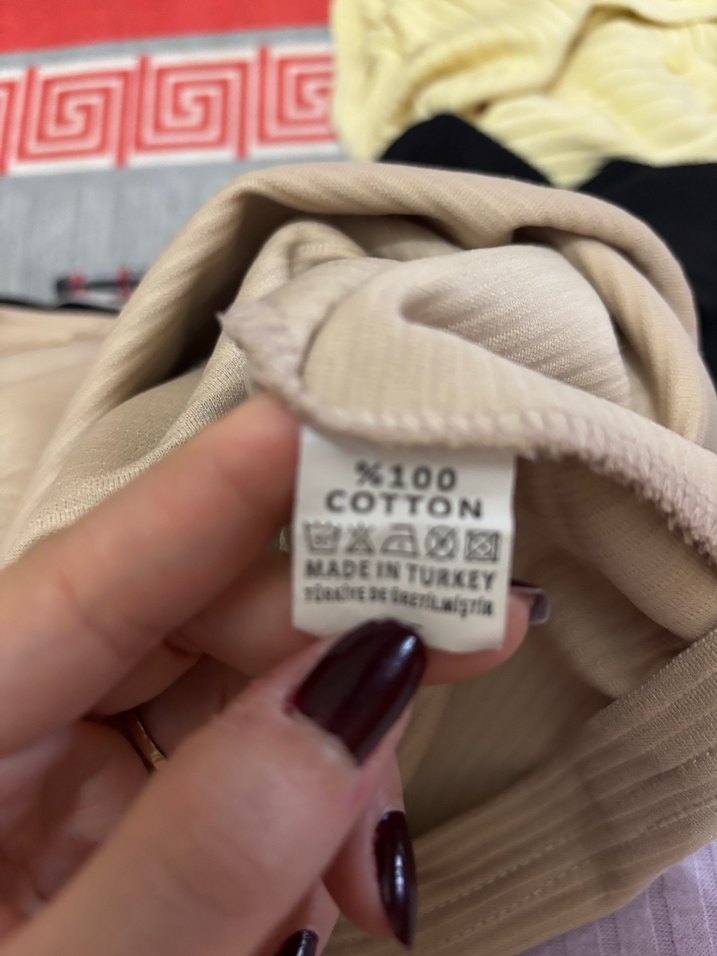 %100
COTTON
MADE IN TURKEY
TÜRKİYE DE ÜRETİLMİŞTİR